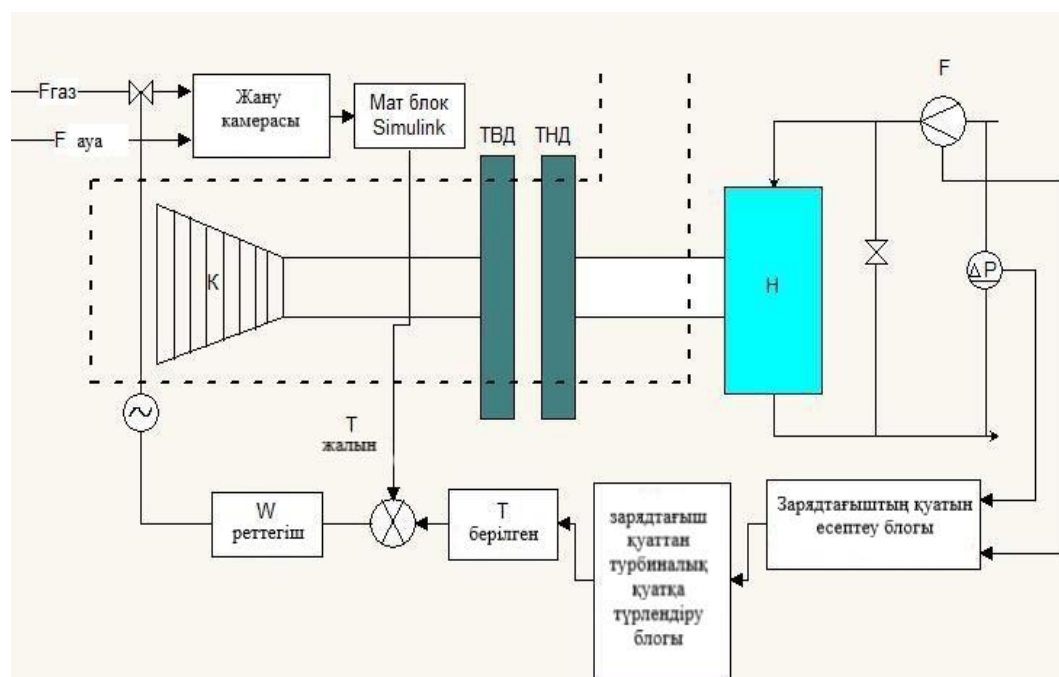 Fгаз
F ауа
Жану
камерасы
Мат блок
Simulink
ТВД
ТНД
F
К
Н
ΔP
Т
жалын
W
реттегіш
Т
берілген
зарядтағыш
қуаттан
турбиналық
қуатқа
түрлендіру
блогы
Зарядтағыштың қуатын
есептеу блогы